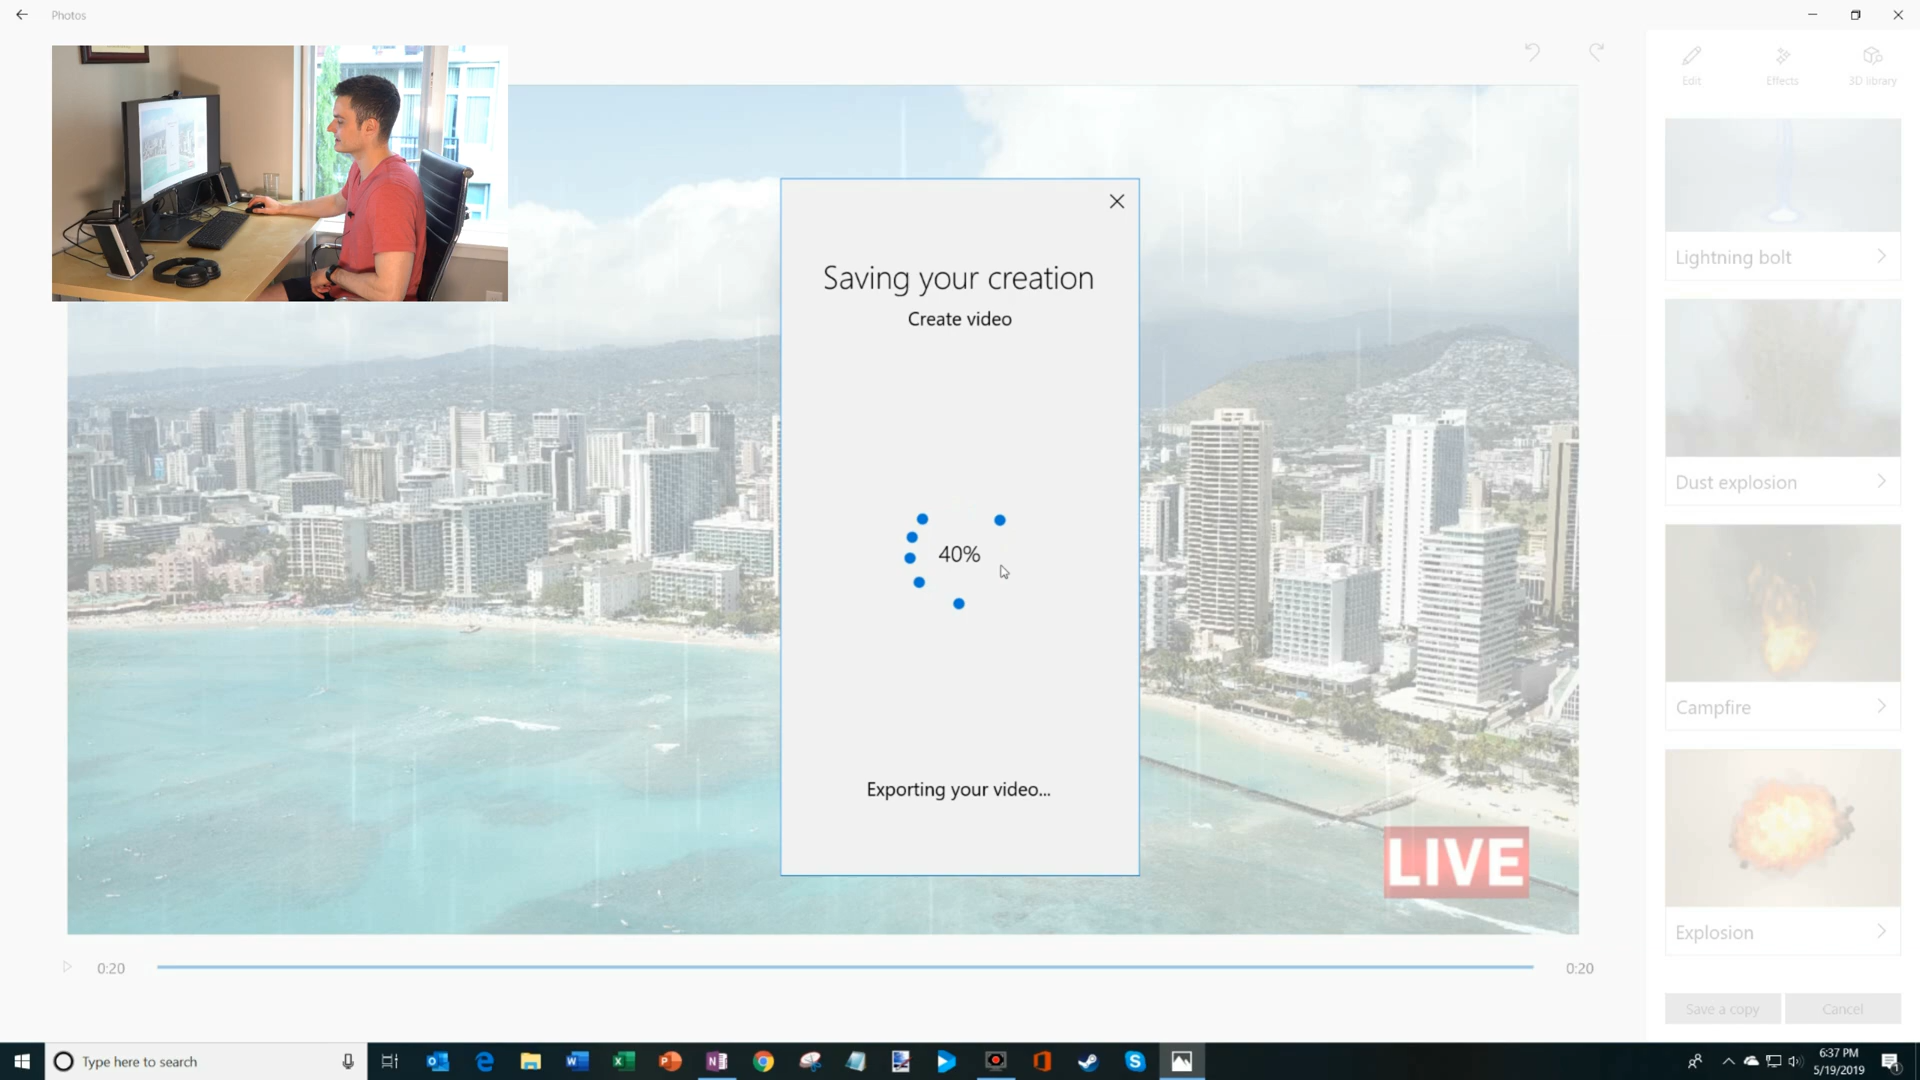 Photos
Edit
Effects
3D library
Lightning bolt
Dust explosion
Campfire
Explosion
Saving your creation
Create video
40%
Exporting your video...
LIVE
0:20
0:20
Save a copy
Cancel
Type here to search
6:37 PM
5/19/2019